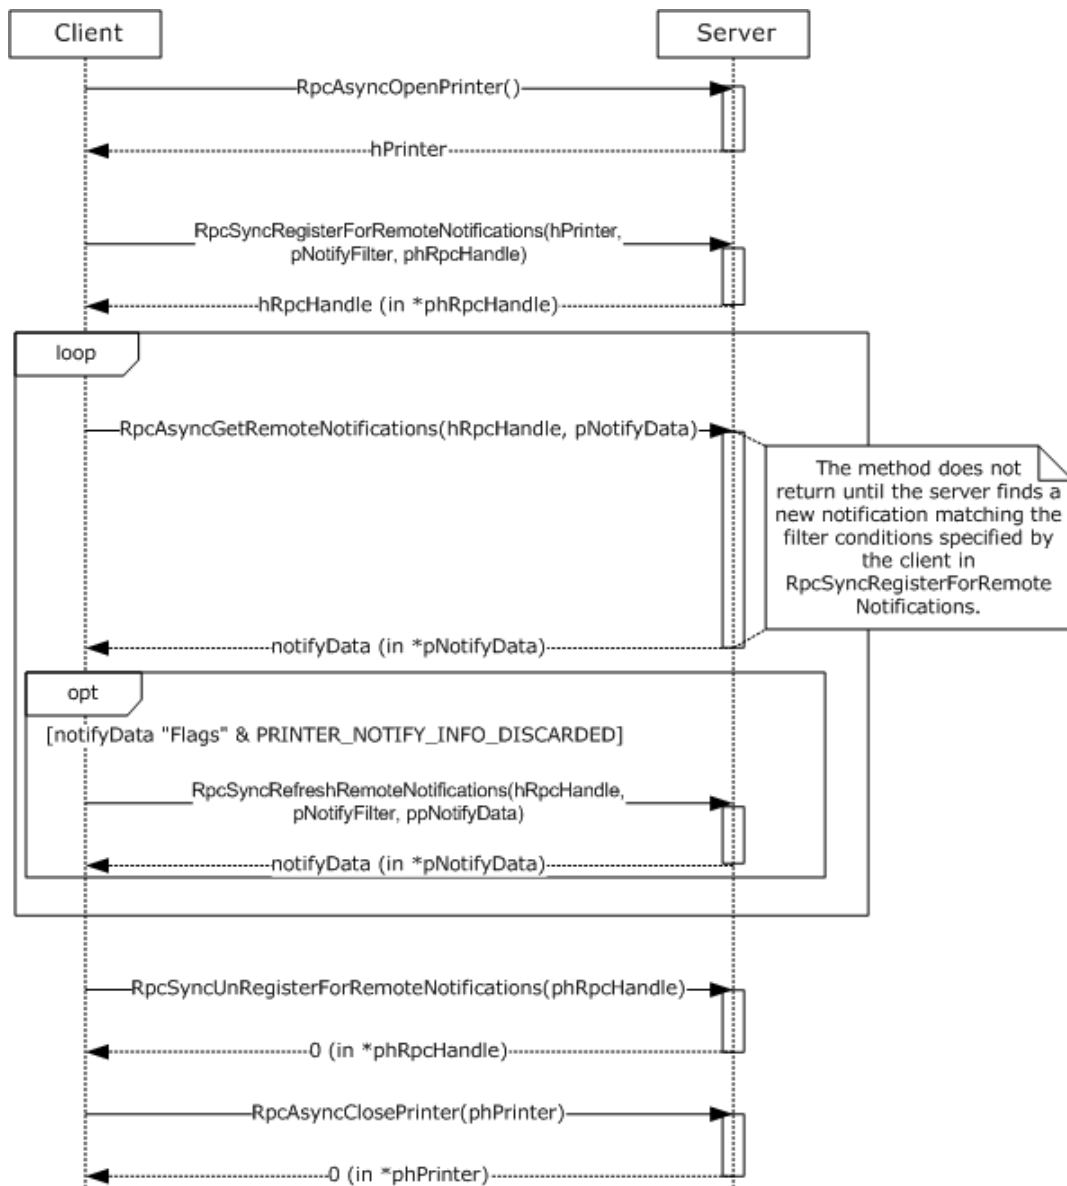 Client
Server
RpcAsyncOpenPrinter()
hPrinter
RpcSyncRegisterForRemoteNotifications(hPrinter,
pNotifyFilter, phRpcHandle)
hRpcHandle (in *phRpcHandle)
loop
RpcAsyncGetRemoteNotifications(hRpcHandle, pNotifyData)
The method does not
return until the server finds a
new notification matching the
filter conditions specified by
the client in
RpcSyncRegisterForRemote
Notifications.
notifyData (in *pNotifyData)
opt
[notifyData "Flags" & PRINTER_NOTIFY_INFO_DISCARDED]
RpcSyncRefreshRemoteNotifications(hRpcHandle,
pNotifyFilter, ppNotifyData)
notifyData (in *pNotifyData)
RpcSyncUnRegisterForRemoteNotifications(phRpcHandle)
0 (in *phRpcHandle)
RpcAsyncClosePrinter(phPrinter)
0 (in *phPrinter)